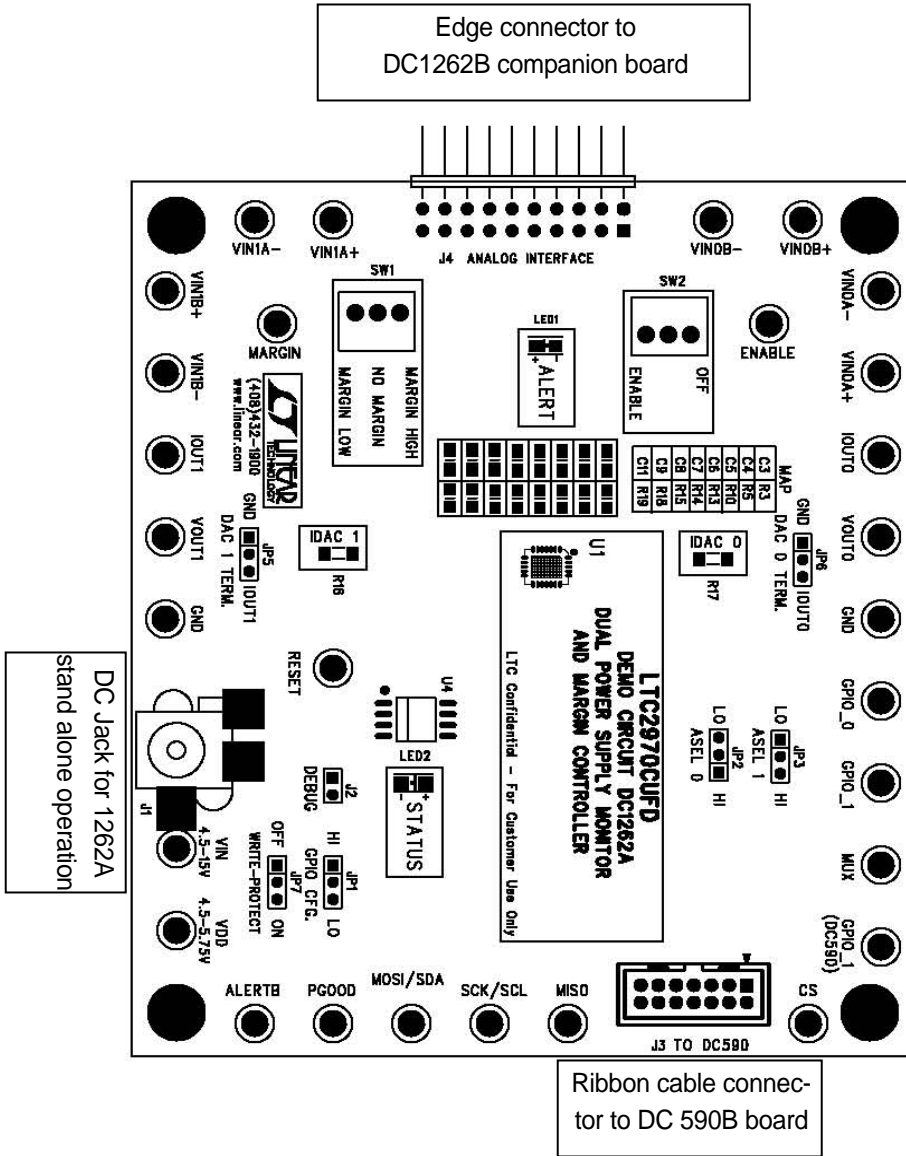 Edge connector to
DC1262B companion board
VIN1A-
VIN1A+
J4 ANALOG INTERFACE
VIN0B-
VIN0B+
VIN1B+
SW1
SW2
VIN0A-
MARGIN
LED1
ENABLE
+ -
ALERT
VIN1B-
MARGIN LOW
NO MARGIN
MARGIN HIGH
ENABLE
OFF
VIN0A+
LINEAR
TECHNOLOGY
(408)432-1900
www.linear.com
IOUT1
MAP
C3 R3
C4 R5
C5 R10
C6 R13
C7 R14
C8 R15
C9 R18
C11 R19
IOUT0
VOUT1
GND
JP5
IOUT1
DAC 1 TERM.
IDAC 1
R16
U1
IDAC 0
R17
GND
JP6
IOUT0
DAC 0 TERM.
VOUT0
GND
GND
RESET
LTC2970CUFD
DEMO CIRCUIT DC1262A
DUAL POWER SUPPLY MONITOR
AND MARGIN CONTROLLER
LTC Confidential - For Customer Use Only
DC Jack for 1262A
stand alone operation
J1
U4
GPIO_0
LED2
- +
STATUS
J2
DEBUG
LO
JP2
HI
ASEL 0
LO
JP3
HI
ASEL 1
GPIO_1
VIN
4.5-15V
OFF
JP7
ON
WRITE-PROTECT
HI
JP1
LO
GPIO CFG.
MUX
VDD
4.5-5.75V
GPIO_1
(DC590)
ALERTB
PGOOD
MOSI/SDA
SCK/SCL
MISO
CS
J3 TO DC590
Ribbon cable connec-
tor to DC 590B board